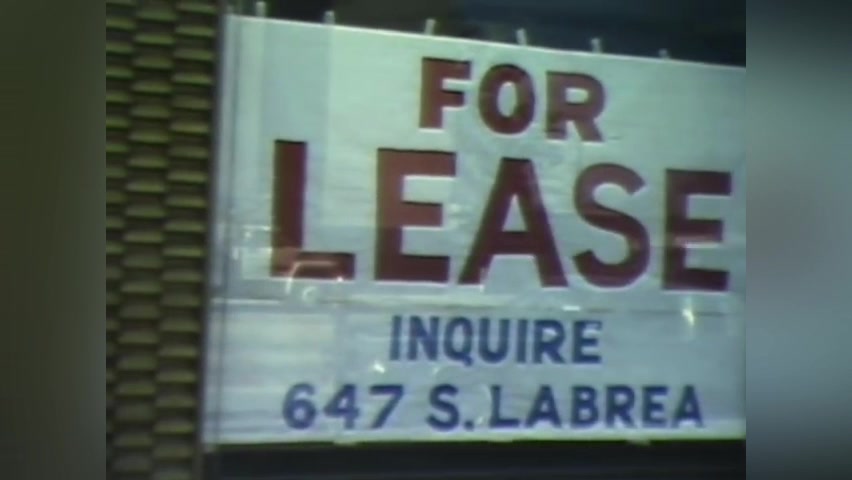 FOR
LEASE
INQUIRE
647 S. LABREA